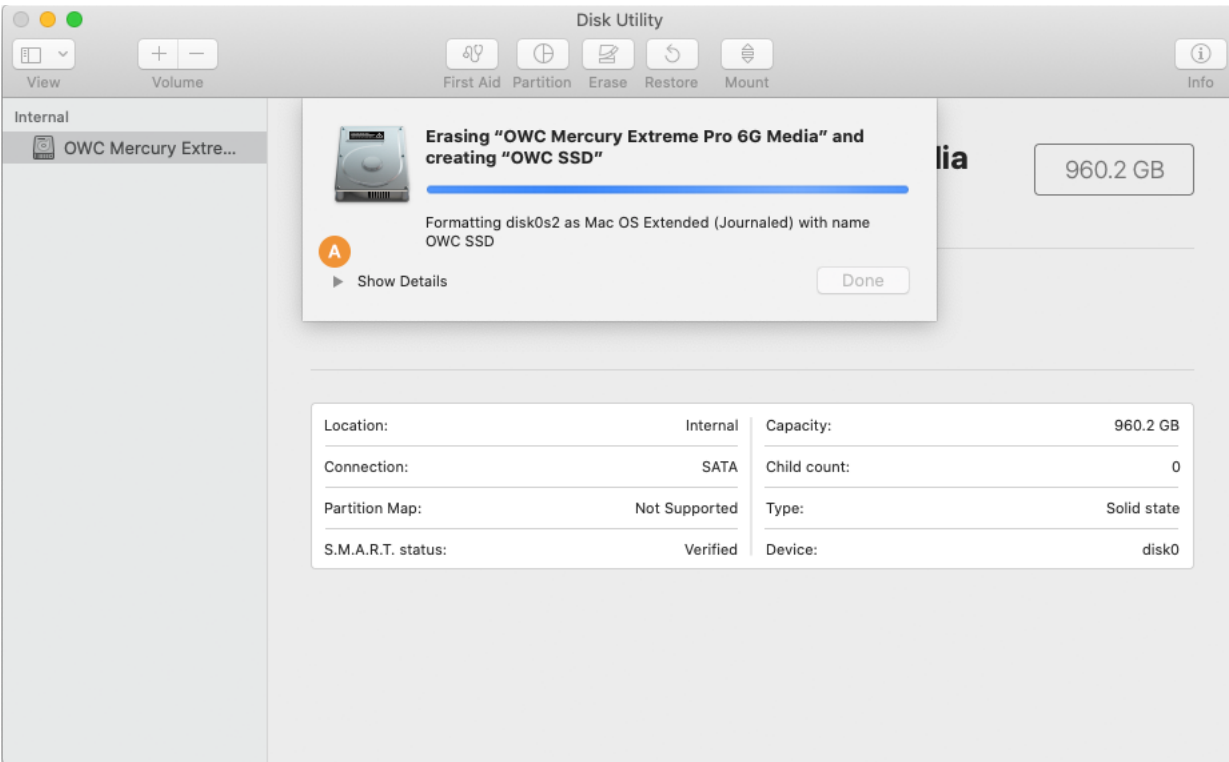 Disk Utility
View
Volume
First Aid
Partition
Erase
Restore
Mount
Info
Internal
OWC Mercury Extre...
Erasing “OWC Mercury Extreme Pro 6G Media” and
creating “OWC SSD”
Formatting disk0s2 as Mac OS Extended (Journaled) with name
OWC SSD
A
Show Details
Done
dia
960.2 GB
Location: Internal
Connection: SATA
Partition Map: Not Supported
S.M.A.R.T. status: Verified
Capacity: 960.2 GB
Child count: 0
Type: Solid state
Device: disk0